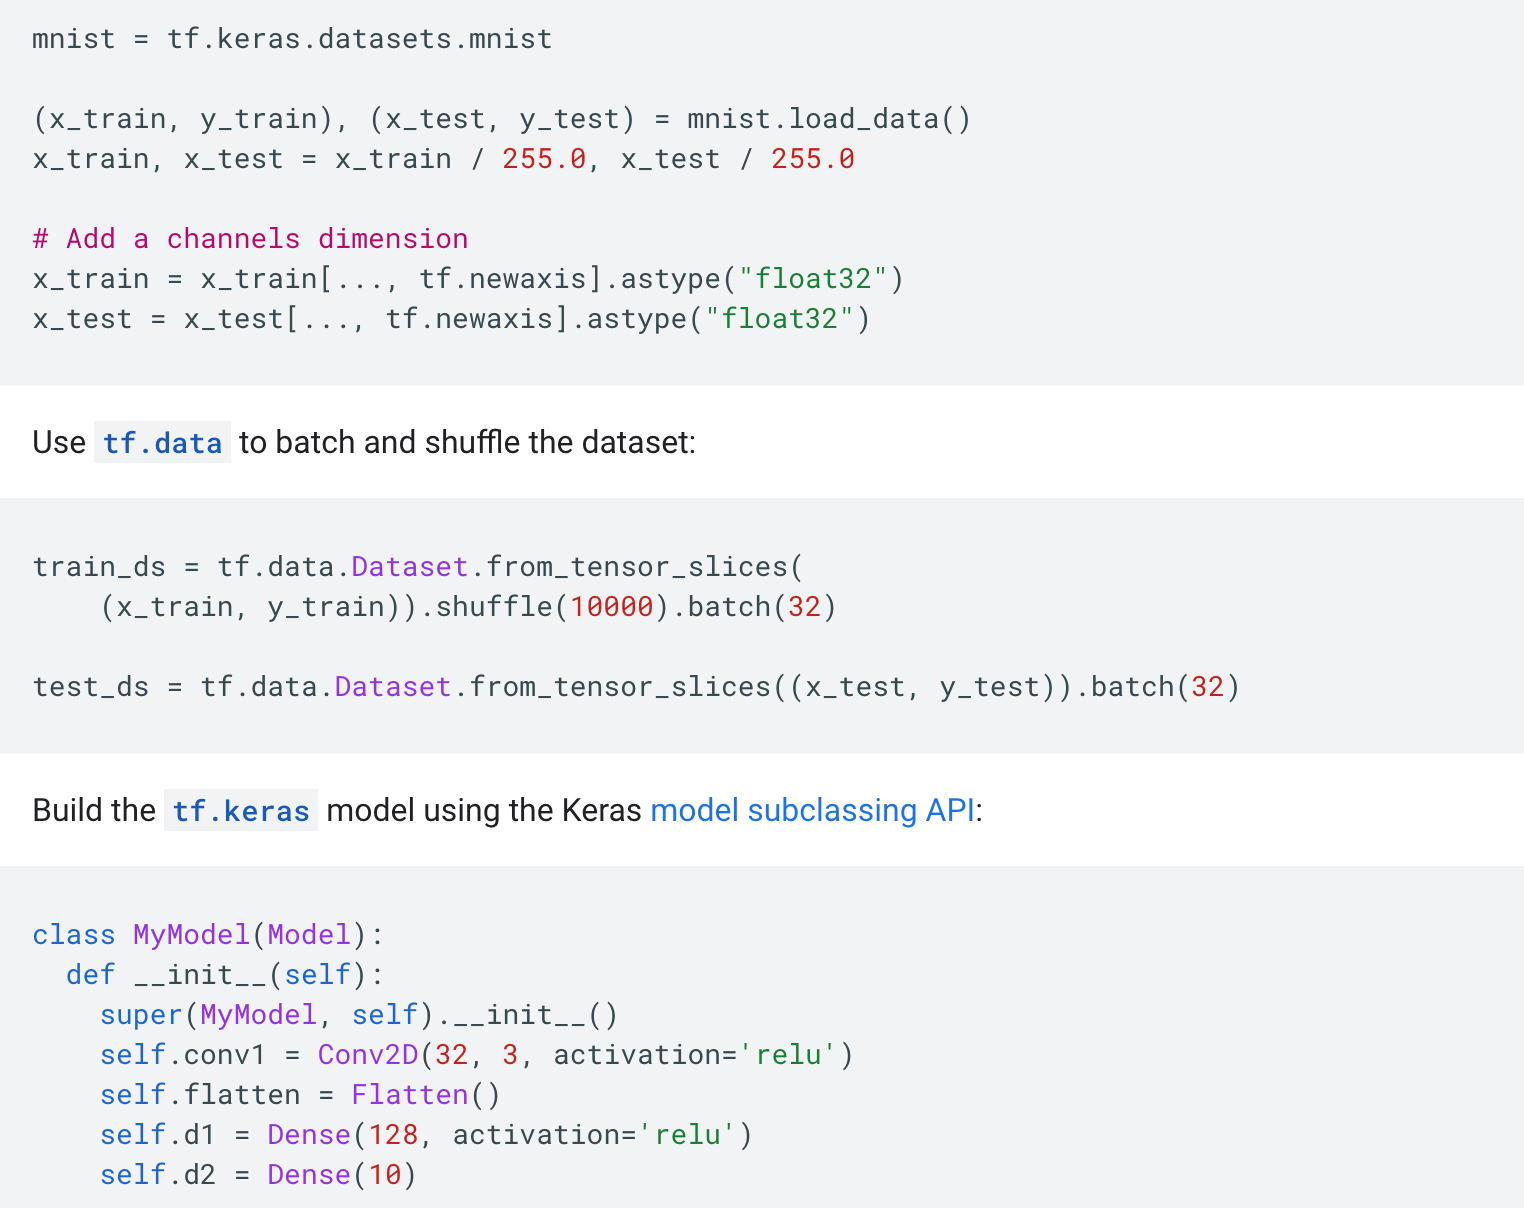 mnist = tf.keras.datasets.mnist
(x_train, y_train), (x_test, y_test) = mnist.load_data()
x_train, x_test = x_train / 255.0, x_test / 255.0
# Add a channels dimension
x_train = x_train[..., tf.newaxis].astype("float32")
x_test = x_test[..., tf.newaxis].astype("float32")
Use tf.data to batch and shuffle the dataset:
train_ds = tf.data.Dataset.from_tensor_slices(
    (x_train, y_train)).shuffle(10000).batch(32)
test_ds = tf.data.Dataset.from_tensor_slices((x_test, y_test)).batch(32)
Build the tf.keras model using the Keras model subclassing API:
class MyModel(Model):
  def __init__(self):
    super(MyModel, self).__init__()
    self.conv1 = Conv2D(32, 3, activation='relu')
    self.flatten = Flatten()
    self.d1 = Dense(128, activation='relu')
    self.d2 = Dense(10)